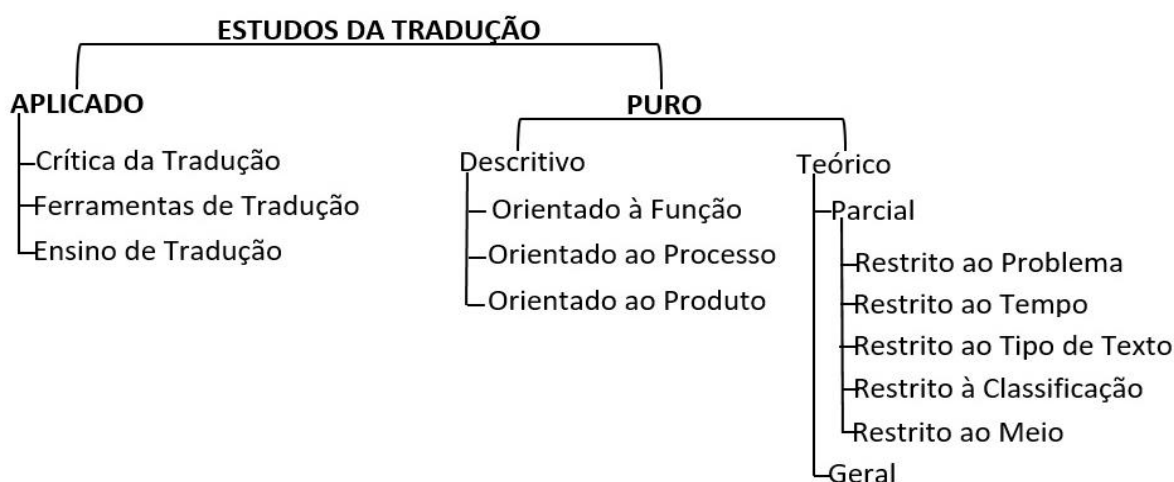 ESTUDOS DA TRADUÇÃO
APLICADO
Crítica da Tradução
Ferramentas de Tradução
Ensino de Tradução
PURO
Descritivo
Orientado à Função
Orientado ao Processo
Orientado ao Produto
Teórico
Parcial
Restrito ao Problema
Restrito ao Tempo
Restrito ao Tipo de Texto
Restrito à Classificação
Restrito ao Meio
Geral